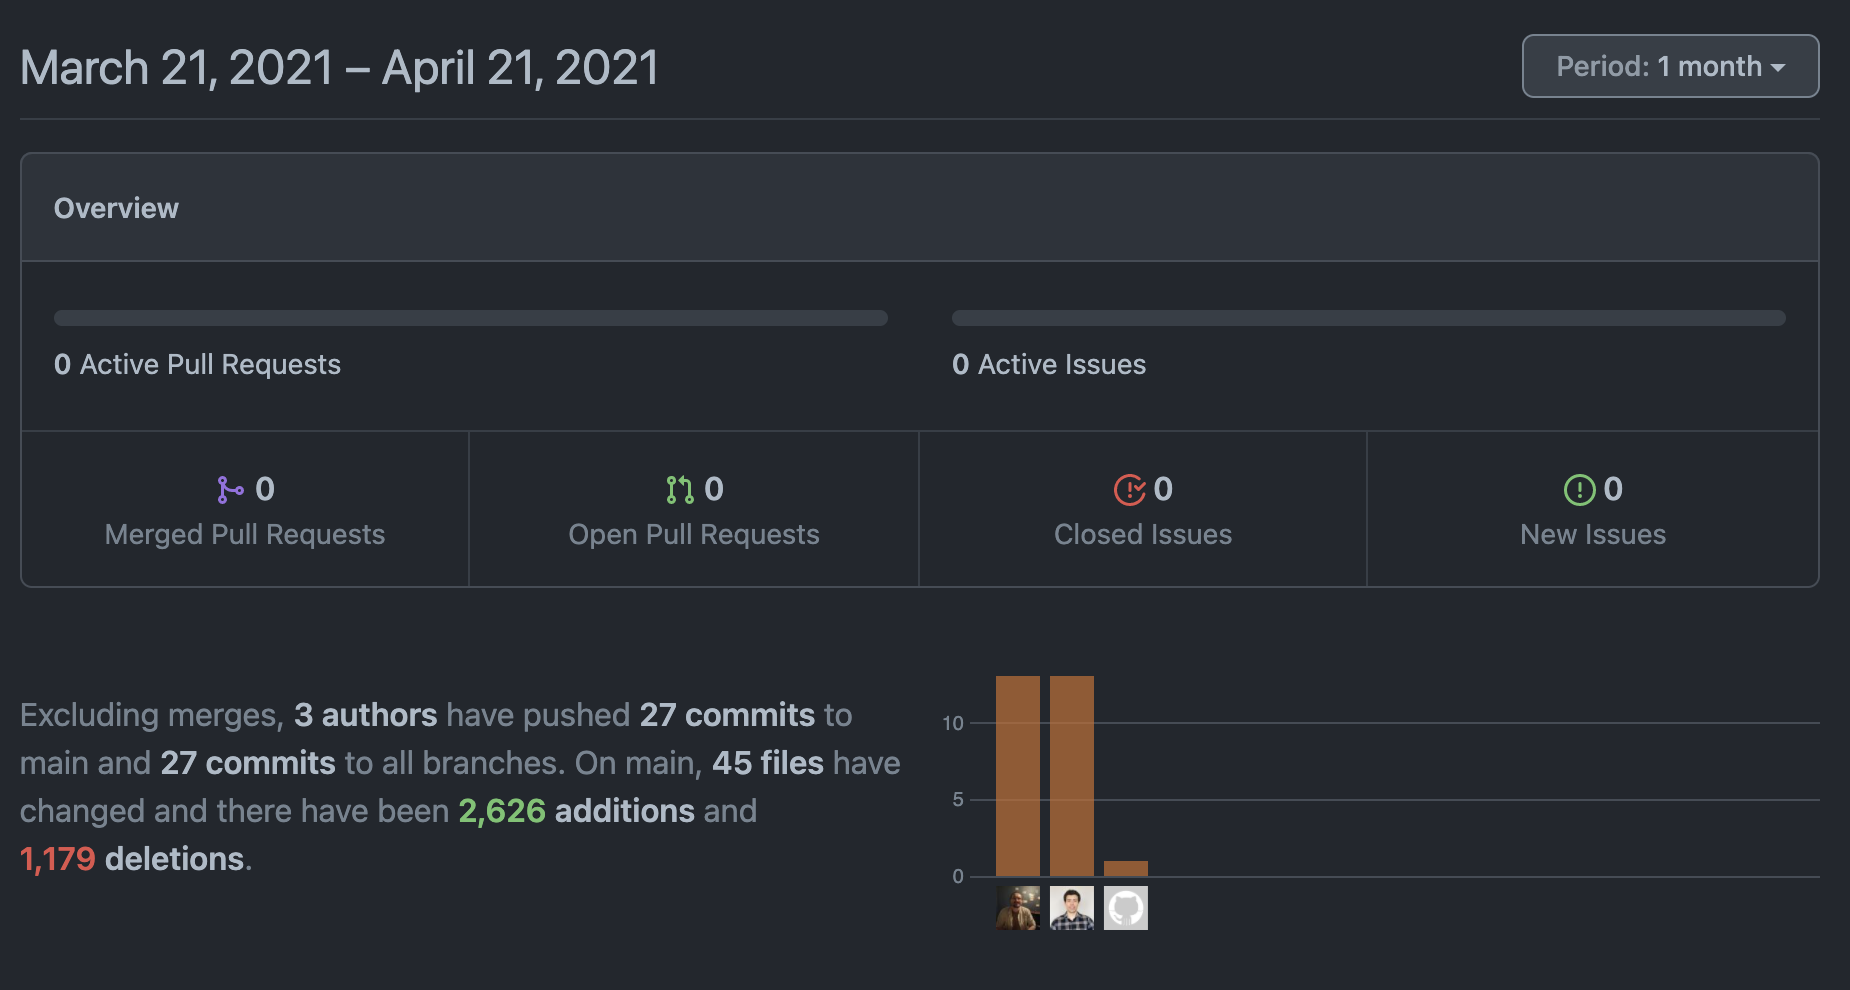 March 21, 2021 – April 21, 2021
Period: 1 month
Overview
0 Active Pull Requests
0 Active Issues
0
Merged Pull Requests
0
Open Pull Requests
0
Closed Issues
0
New Issues
Excluding merges, 3 authors have pushed 27 commits to
main and 27 commits to all branches. On main, 45 files have
changed and there have been 2,626 additions and
1,179 deletions.
10
5
0